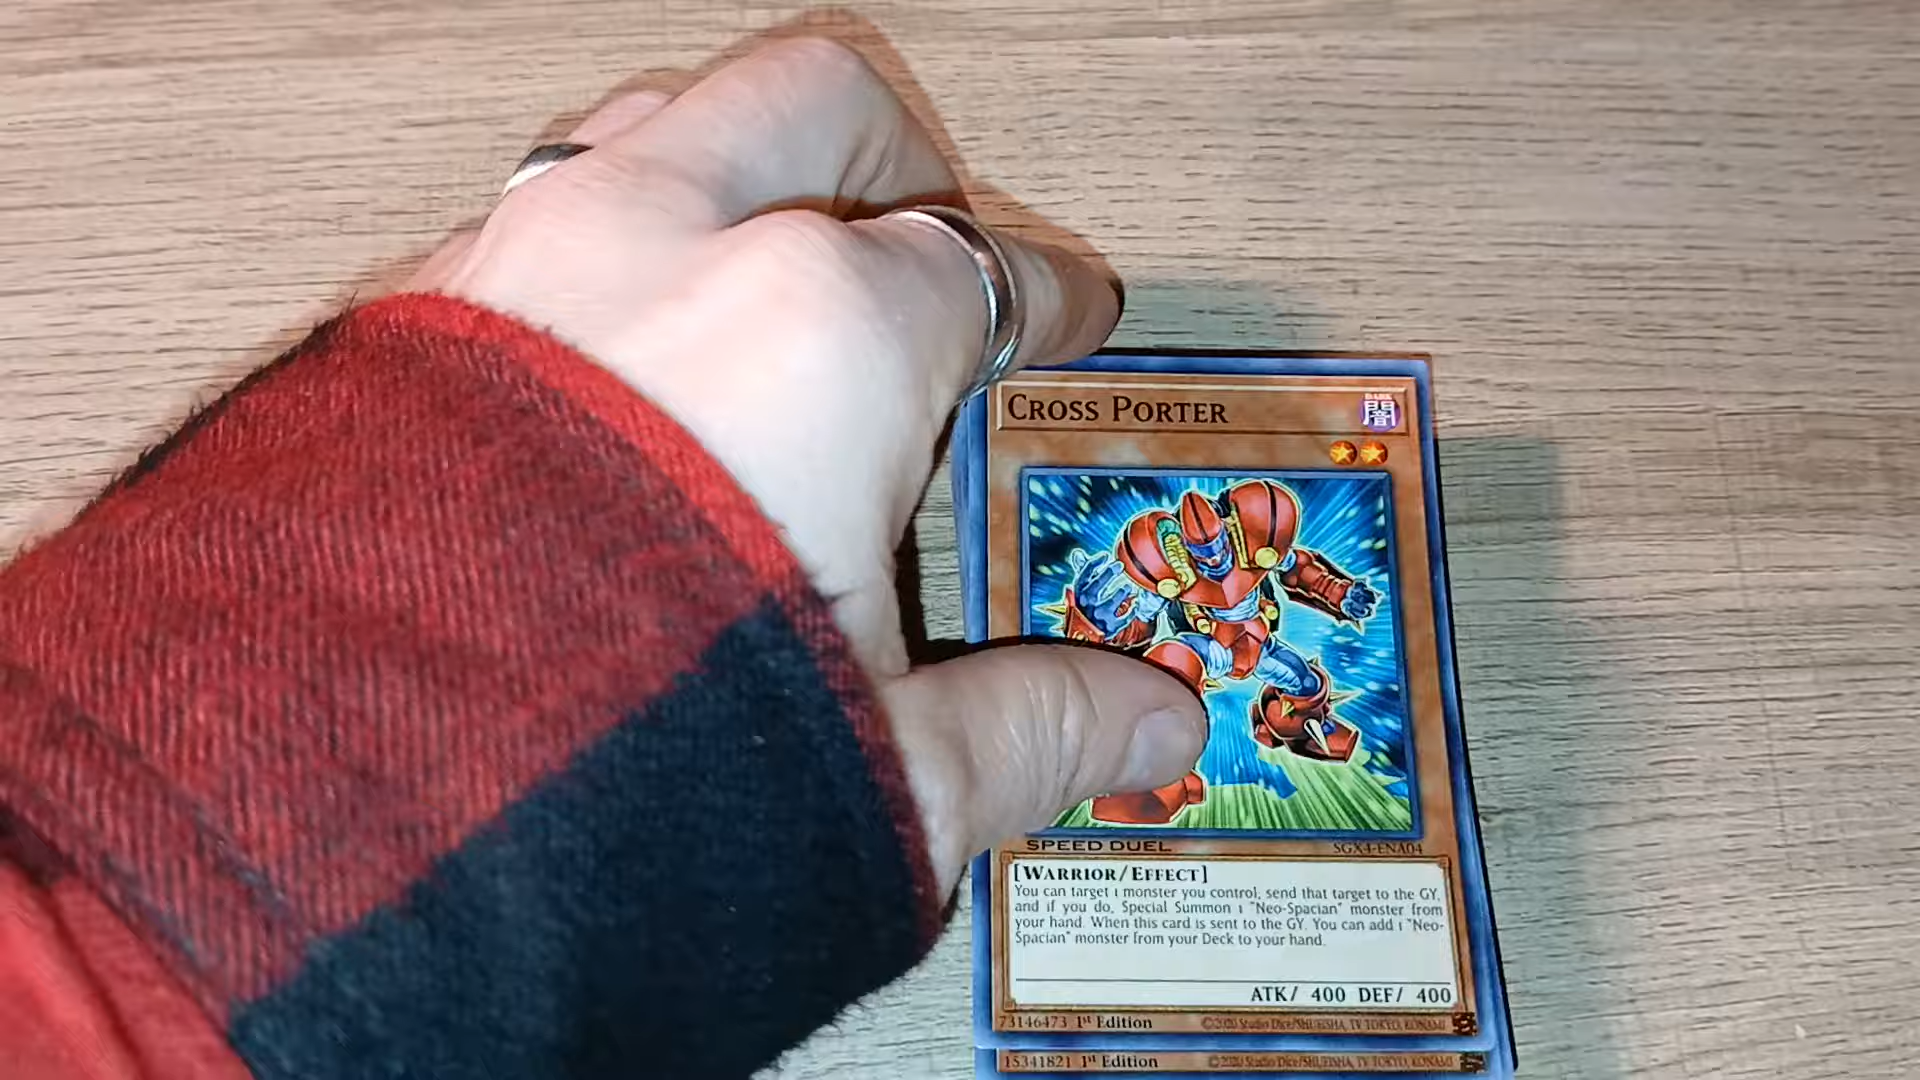 CROSS PORTER
DARK
闇
SPEED DUEL
SGX4-ENA04
[WARRIOR/EFFECT]
You can target 1 monster you control, send that target to the GY,
and if you do, Special Summon 1 "Neo-Spacian" monster from
your hand. When this card is sent to the GY: You can add 1 "Neo-
Spacian" monster from your Deck to your hand.
ATK/ 400 DEF/ 400
73146473 1st Edition ©2020 Studio Dice/SHUEISHA, TV TOKYO, KONAMI
15341821 1st Edition ©2020 Studio Dice/SHUEISHA, TV TOKYO, KONAMI